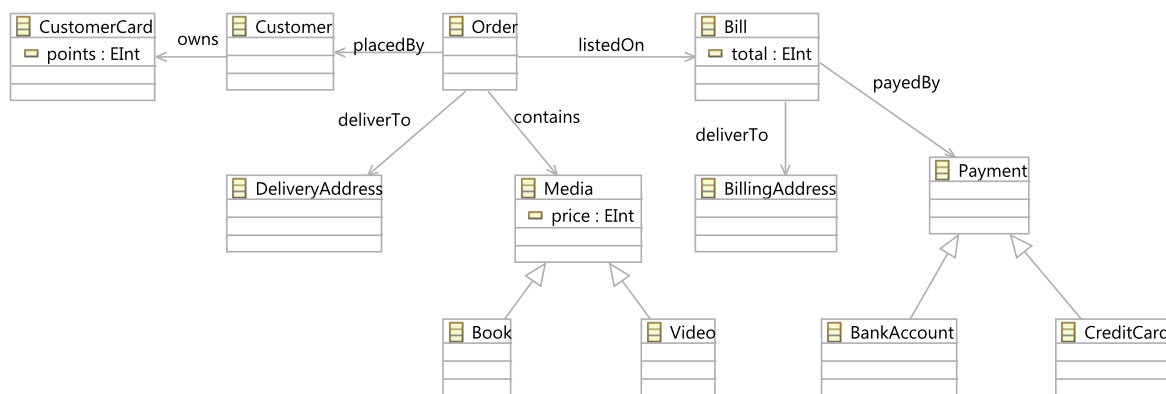 CustomerCard
points : EInt
owns
Customer
placedBy
Order
listedOn
Bill
total : EInt
payedBy
deliverTo
contains
deliverTo
DeliveryAddress
Media
price : EInt
BillingAddress
Payment
Book
Video
BankAccount
CreditCard